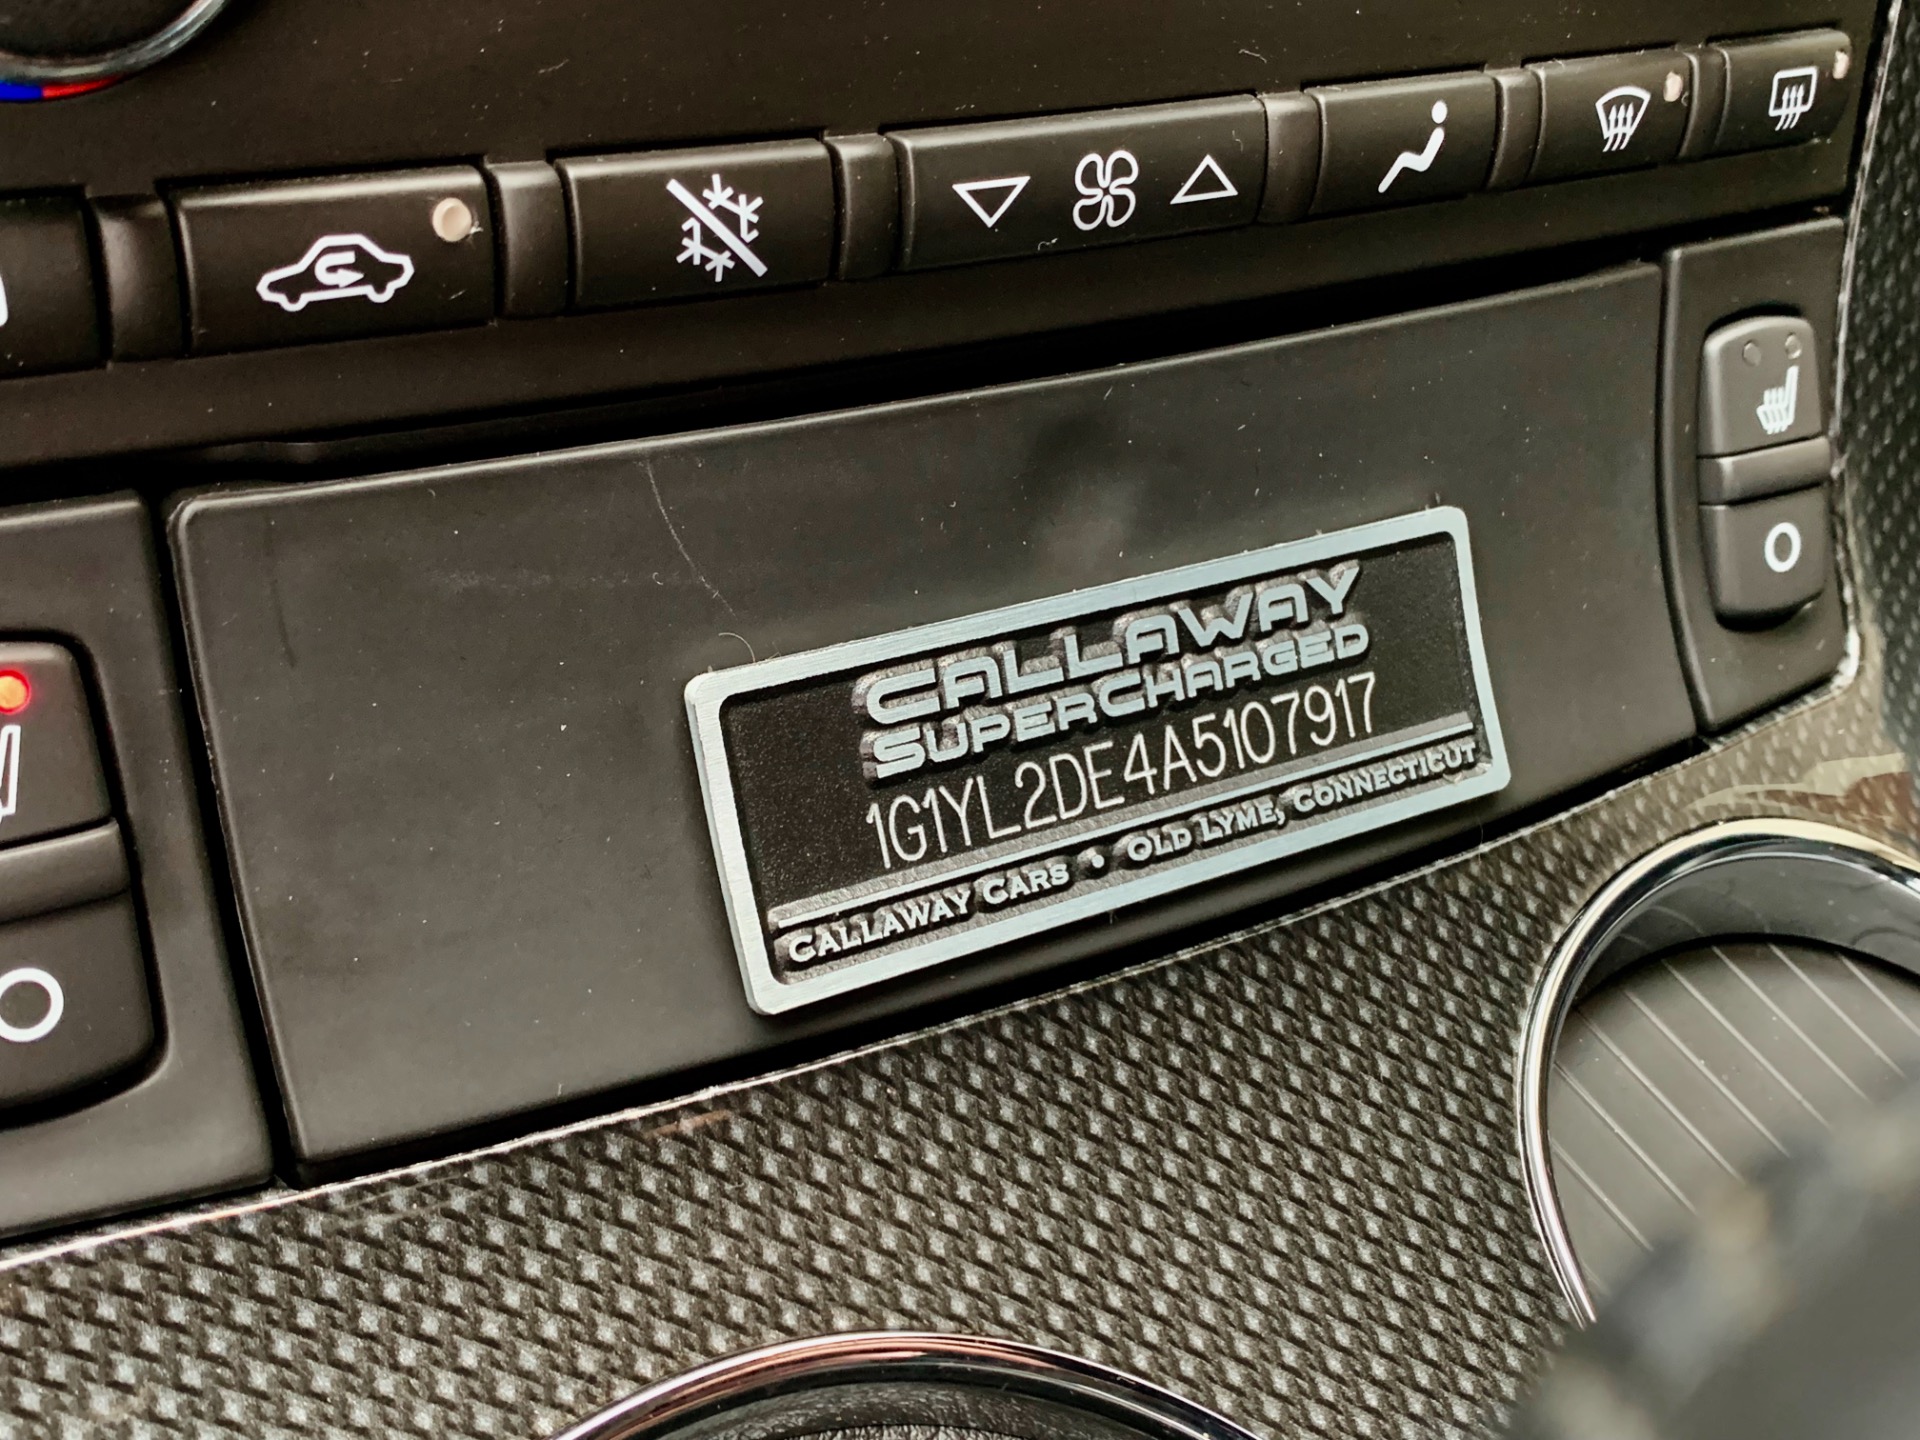 CALLAWAY
SUPERCHARGED
1G1YL2DE4A5107917
CALLAWAY CARS • OLD LYME, CONNECTICUT